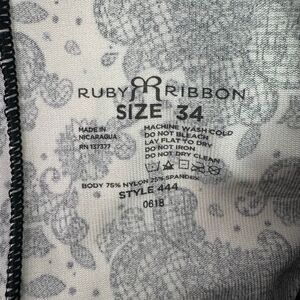 RUBY RIBBON
SIZE 34
MADE IN
NICARAGUA
RN 137377
MACHINE WASH COLD
DO NOT BLEACH
LAY FLAT TO DRY
DO NOT IRON
DO NOT DRY CLEAN
BODY 75% NYLON 25% SPANDEX
STYLE 444
0618